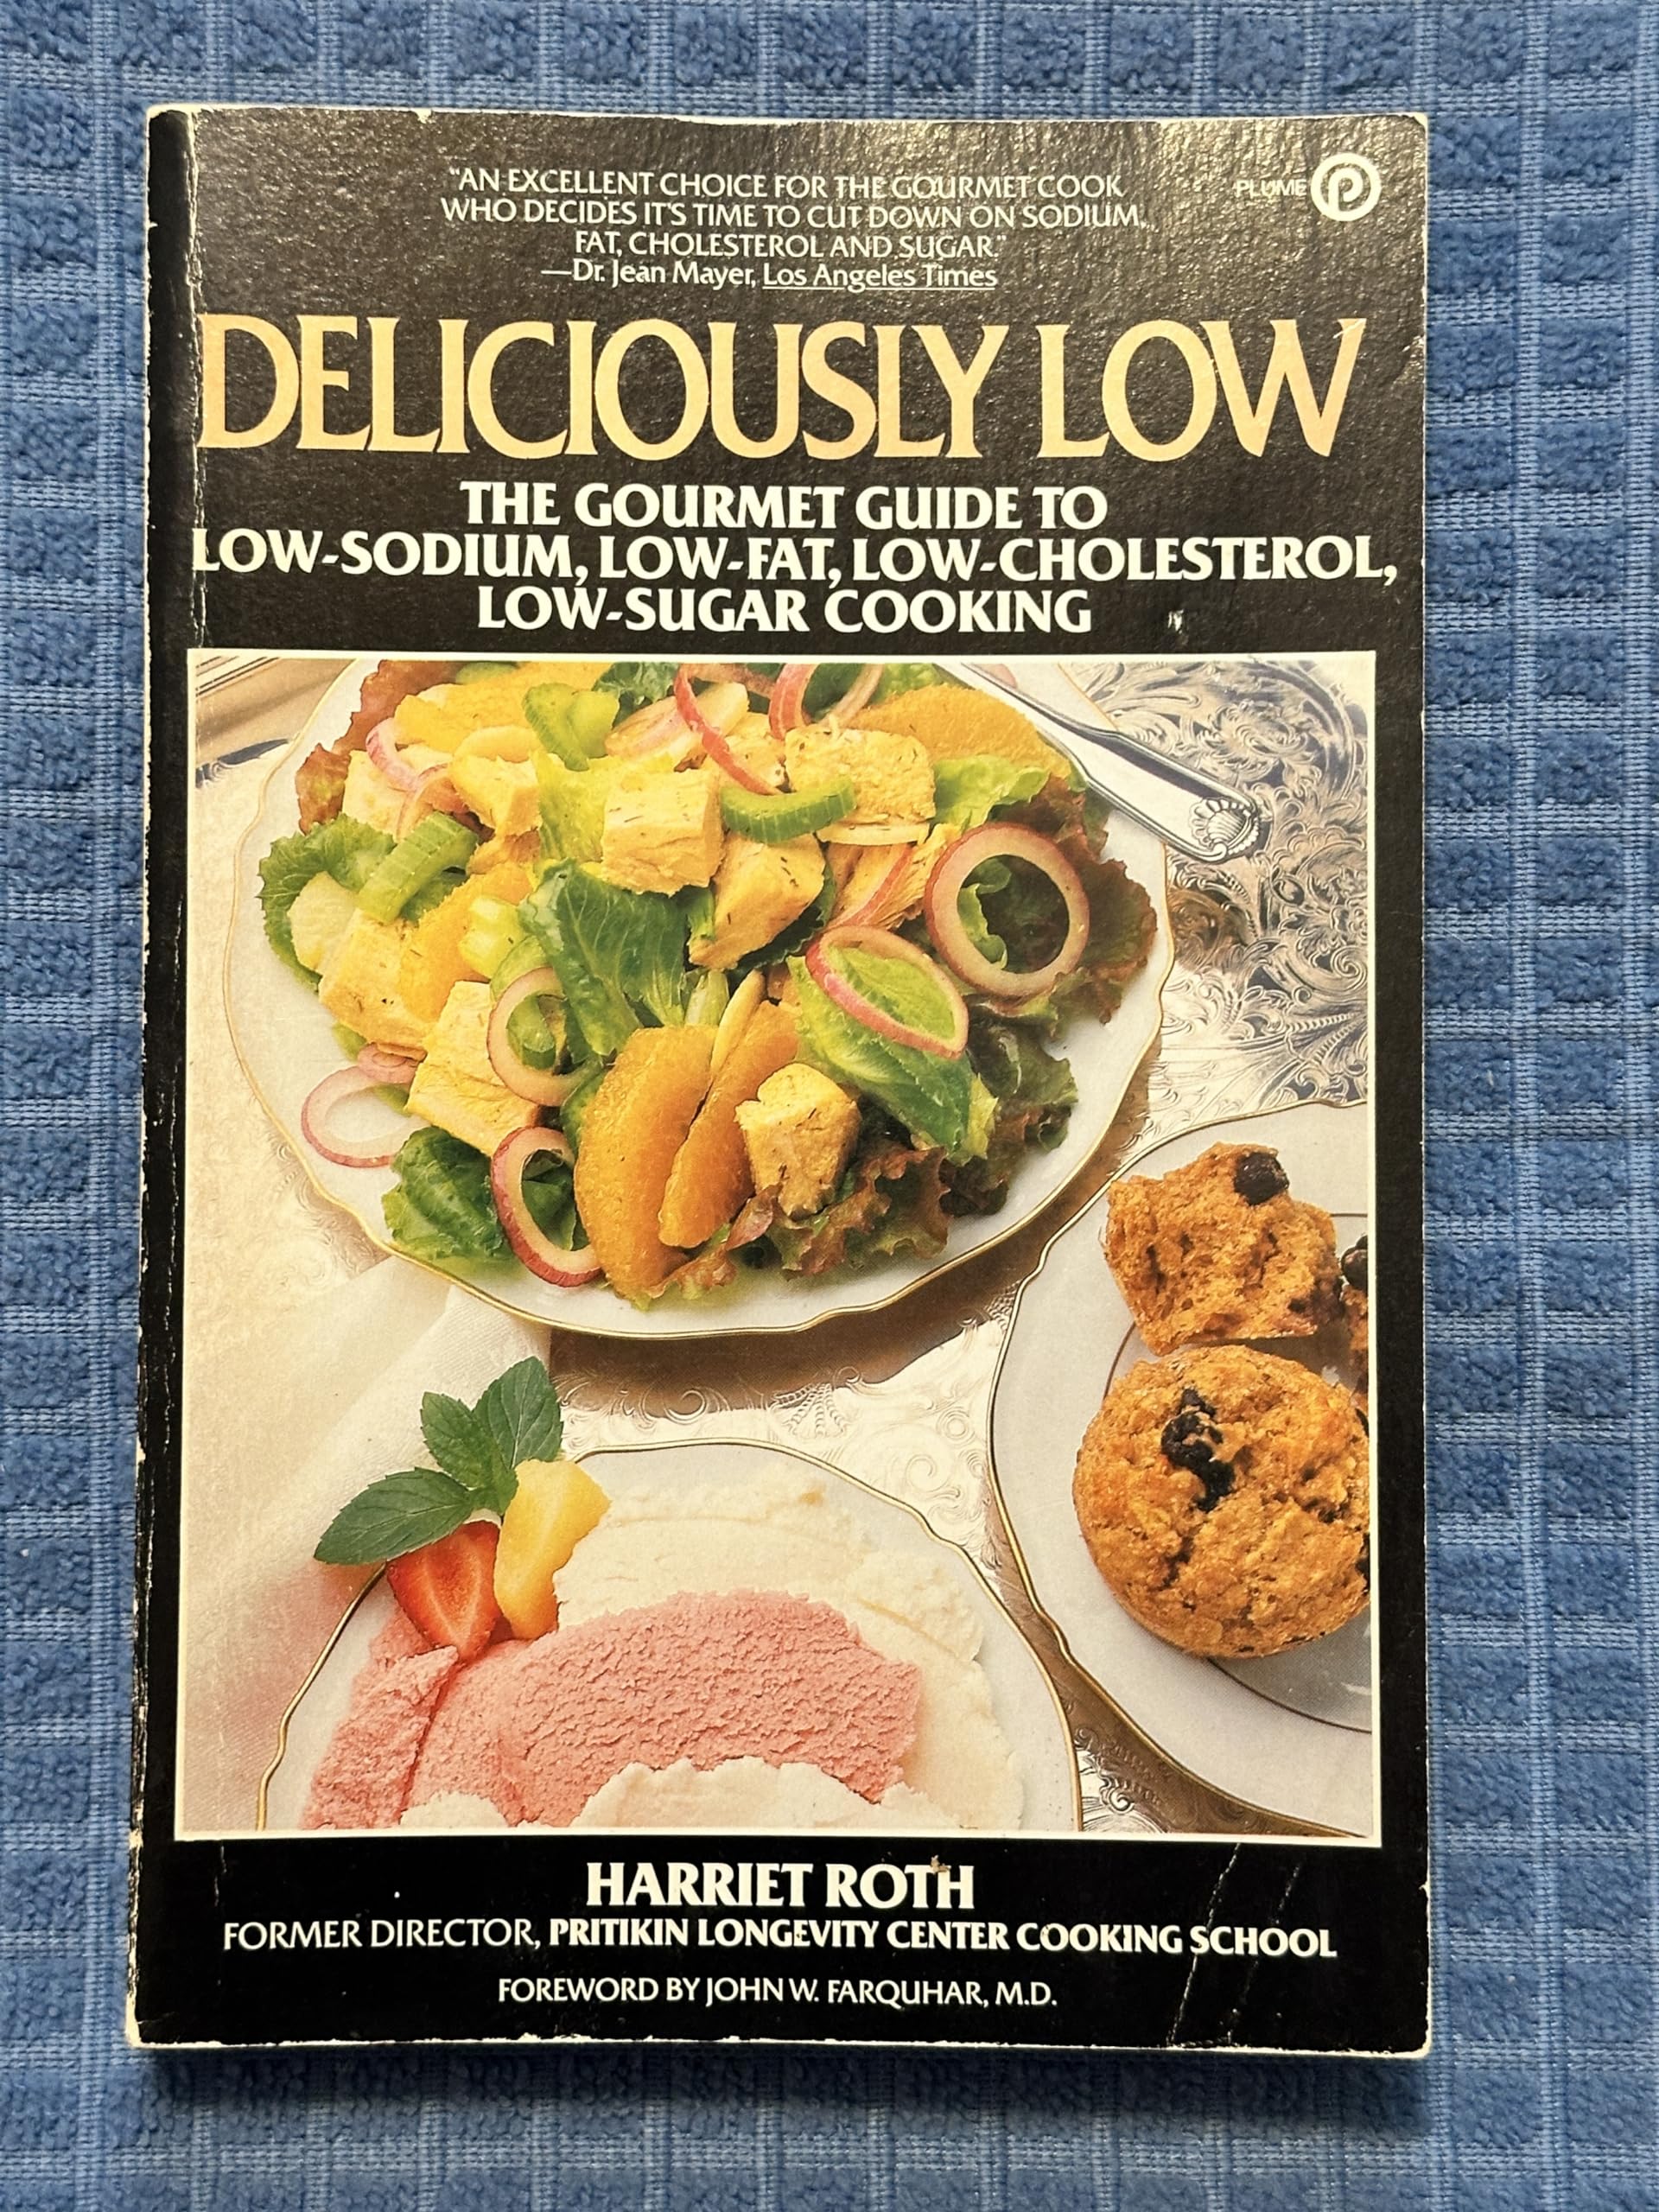 "AN EXCELLENT CHOICE FOR THE GOURMET COOK
WHO DECIDES IT'S TIME TO CUT DOWN ON SODIUM,
FAT, CHOLESTEROL AND SUGAR."
—Dr. Jean Mayer, Los Angeles Times
PLUME P
DELICIOUSLY LOW
THE GOURMET GUIDE TO
LOW-SODIUM, LOW-FAT, LOW-CHOLESTEROL,
LOW-SUGAR COOKING
HARRIET ROTH
FORMER DIRECTOR, PRITIKIN LONGEVITY CENTER COOKING SCHOOL
FOREWORD BY JOHN W. FARQUHAR, M.D.